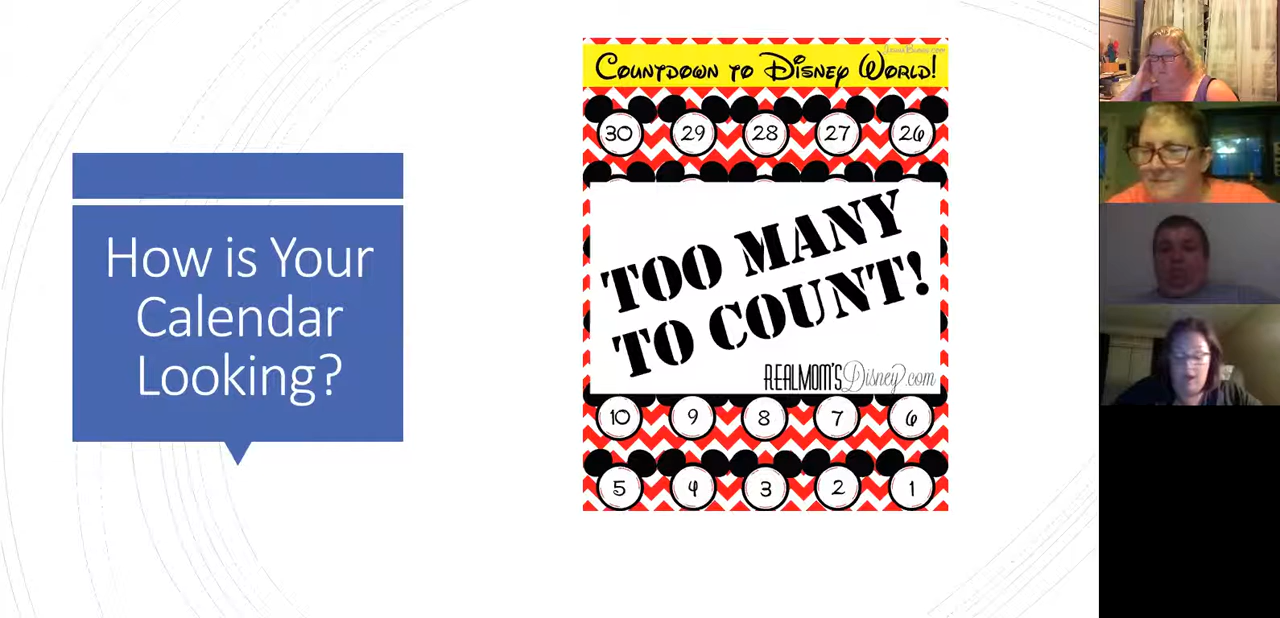 How is Your
Calendar
Looking?
Countdown to Disney World!
30 29 28 27 26
TOO MANY
TO COUNT!
REALMOM'SDisney.com
10 9 8 7 6
5 4 3 2 1